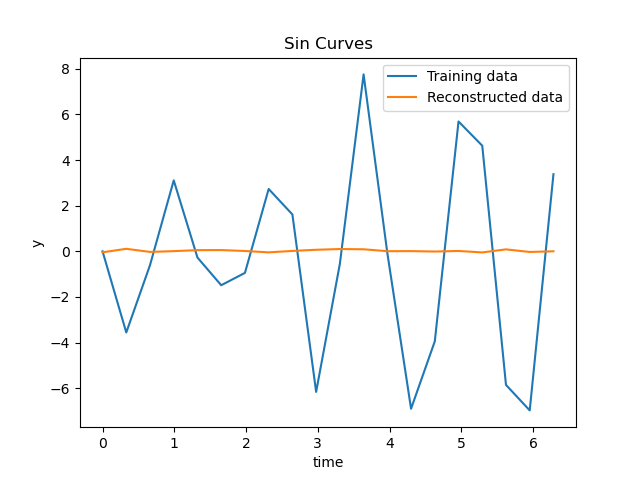 Sin Curves
Training data
Reconstructed data
8
6
4
2
0
−2
−4
−6
y
0 1 2 3 4 5 6
time